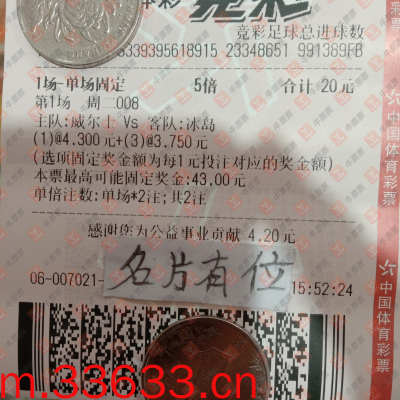 竞彩
竞彩足球总进球数
23348651 991389FB
1场-单场固定 5倍 合计 20元
第1场 周二008
主队:威尔士 Vs 客队:冰岛
(1)@4.300元+(3)@3.750元
(选项固定奖金额为每1元投注对应的奖金额)
本票最高可能固定奖金:43.00元
单倍注数:单场*2注;共2注
感谢您为公益事业贡献 4.20元
06-007021-
名片有位
15:52:24
中国体育彩票
中国体育彩票
m.33633.cn